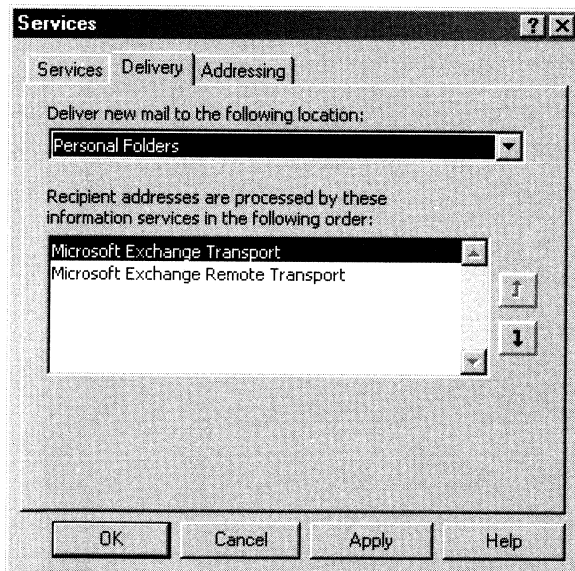 Services
Services Delivery Addressing
Deliver new mail to the following location:
Personal Folders
Recipient addresses are processed by these
information services in the following order:
Microsoft Exchange Transport
Microsoft Exchange Remote Transport
OK Cancel Apply Help